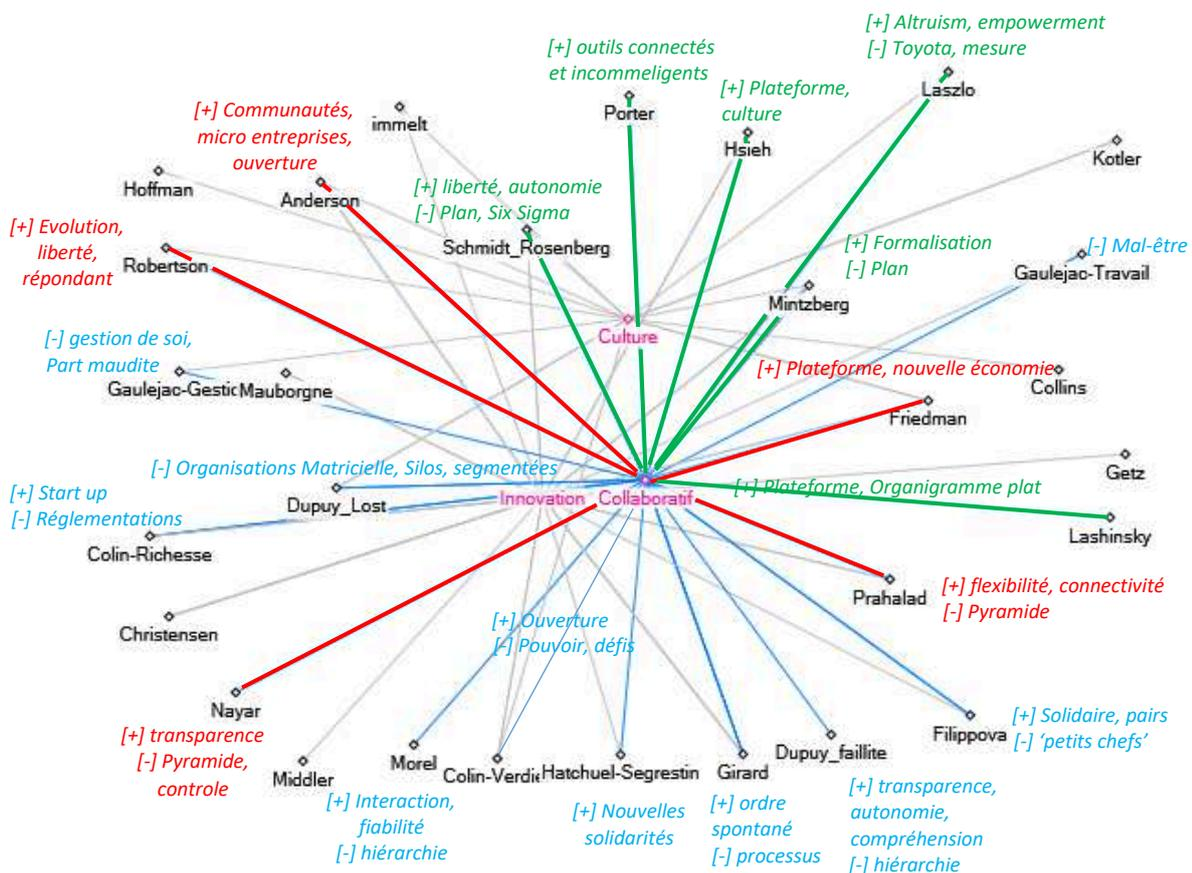 [+] Altruism, empowerment
[-] Toyota, mesure
Laszlo
[+] outils connectés
et incommeligents
Porter
[+] Plateforme,
culture
Hsieh
[+] Communautés,
micro entreprises,
ouverture
Anderson
immelt
Kotler
Hoffman
[+] liberté, autonomie
[-] Plan, Six Sigma
Schmidt_Rosenberg
[+] Evolution,
liberté,
répondant
Robertson
[+] Formalisation
[-] Plan
Mintzberg
[-] Mal-être
Gaulejac-Travail
Culture
[-] gestion de soi,
Part maudite
Gaulejac-Gestic
Mauborgne
[+] Plateforme, nouvelle économie
Collins
Friedman
[-] Organisations Matricielle, Silos, segmentées
Dupuy_Lost
Innovation
Collaboratif
Getz
[+] Plateforme, Organigramme plat
Lashinsky
[+] Start up
[-] Réglementations
Colin-Richesse
Prahalad
[+] flexibilité, connectivité
[-] Pyramide
Christensen
[+] Ouverture
[-] Pouvoir, défis
Nayar
[+] transparence
[-] Pyramide,
controle
Middler
Morel
[+] Interaction,
fiabilité
[-] hiérarchie
Colin-Verdie
Hatchuel-Segrestin
[+] Nouvelles
solidarités
Girard
[+] ordre
spontané
[-] processus
Dupuy_faillite
[+] transparence,
autonomie,
compréhension
[-] hiérarchie
Filippova
[+] Solidaire, pairs
[-] ‘petits chefs’